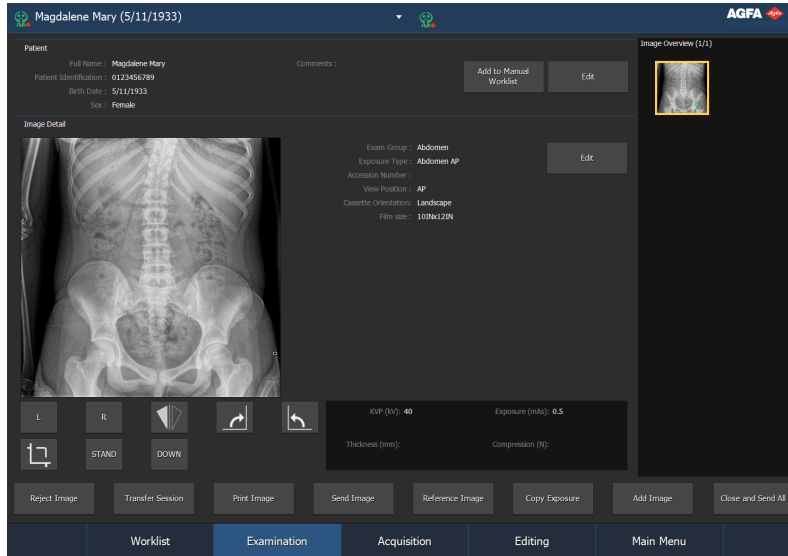 Magdalene Mary (5/11/1933)
AGFA
Agfa
Patient
Full Name : Magdalene Mary
Comments :
Patient Identification : 0123456789
Birth Date : 5/11/1933
Sex : Female
Add to Manual
Worklist
Edit
Image Overview (1/1)
Image Detail
Exam Group : Abdomen
Exposure Type : Abdomen AP
Accession Number :
View Position : AP
Cassette Orientation: Landscape
Film size : 10INx12IN
Edit
L
R
STAND
DOWN
KVP (kV): 40
Exposure (mAs): 0.5
Thickness (mm):
Compression (N):
Reject Image
Transfer Session
Print Image
Send Image
Reference Image
Copy Exposure
Add Image
Close and Send All
Worklist
Examination
Acquisition
Editing
Main Menu